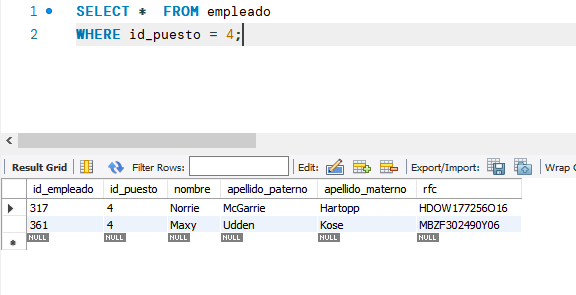 1 SELECT * FROM empleado
2 WHERE id_puesto = 4;
Result Grid Filter Rows: Edit: Export/Import: Wrap C
id_empleado id_puesto nombre apellido_paterno apellido_materno rfc
317 4 Norrie McGarrie Hartopp HDOW177256O16
361 4 Maxy Udden Kose MBZF302490Y06
NULL NULL NULL NULL NULL NULL